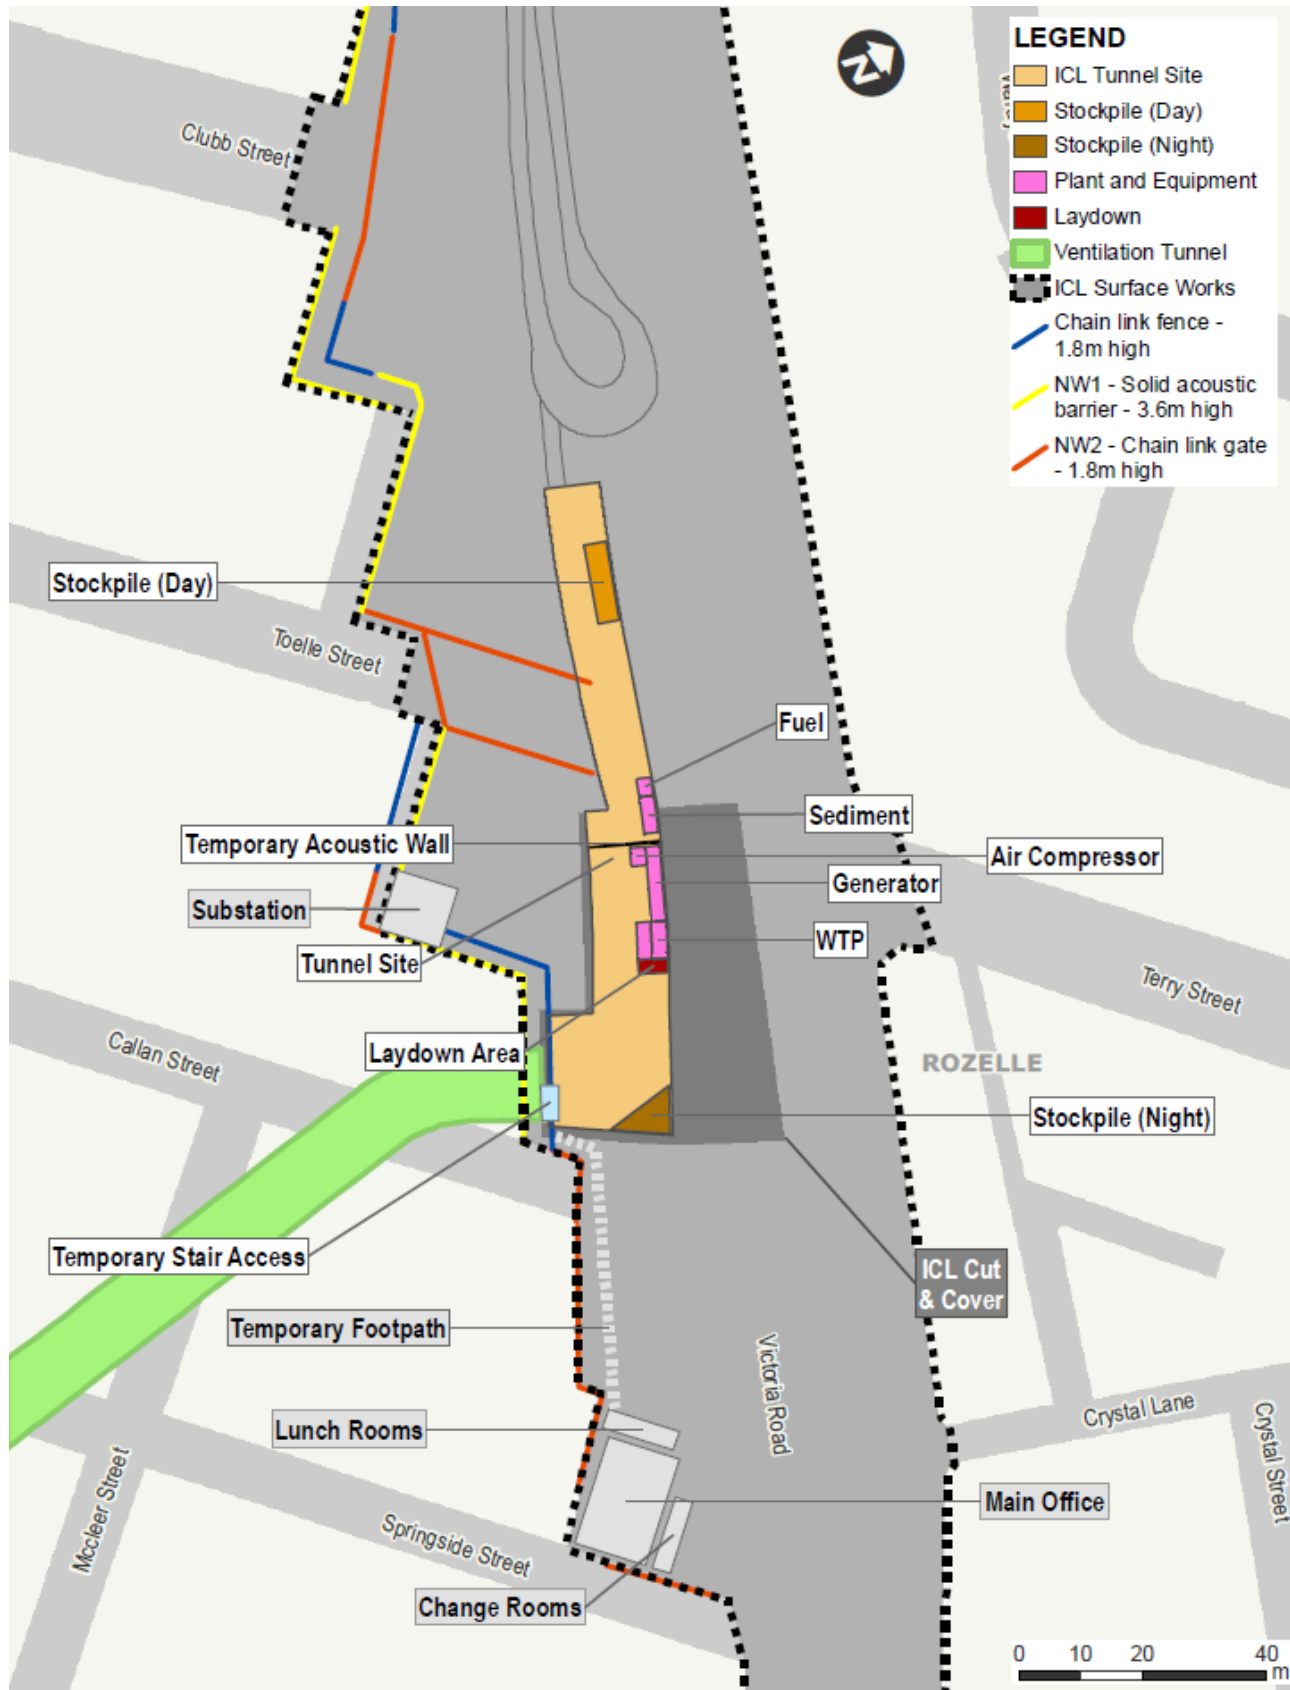 LEGEND
ICL Tunnel Site
Stockpile (Day)
Stockpile (Night)
Plant and Equipment
Laydown
Ventilation Tunnel
ICL Surface Works
Chain link fence -
1.8m high
NW1 - Solid acoustic
barrier - 3.6m high
NW2 - Chain link gate
- 1.8m high
N
Clubb Street
Stockpile (Day)
Toelle Street
Fuel
Sediment
Temporary Acoustic Wall
Air Compressor
Generator
Substation
WTP
Tunnel Site
Terry Street
Callan Street
Laydown Area
ROZELLE
Stockpile (Night)
Temporary Stair Access
ICL Cut
& Cover
Temporary Footpath
Victoria Road
Crystal Lane
Crystal Street
Lunch Rooms
Mccleer Street
Main Office
Springside Street
Change Rooms
0 10 20 40
m